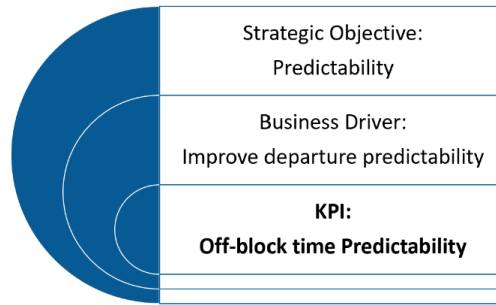 Strategic Objective:
Predictability
Business Driver:
Improve departure predictability
KPI:
Off-block time Predictability